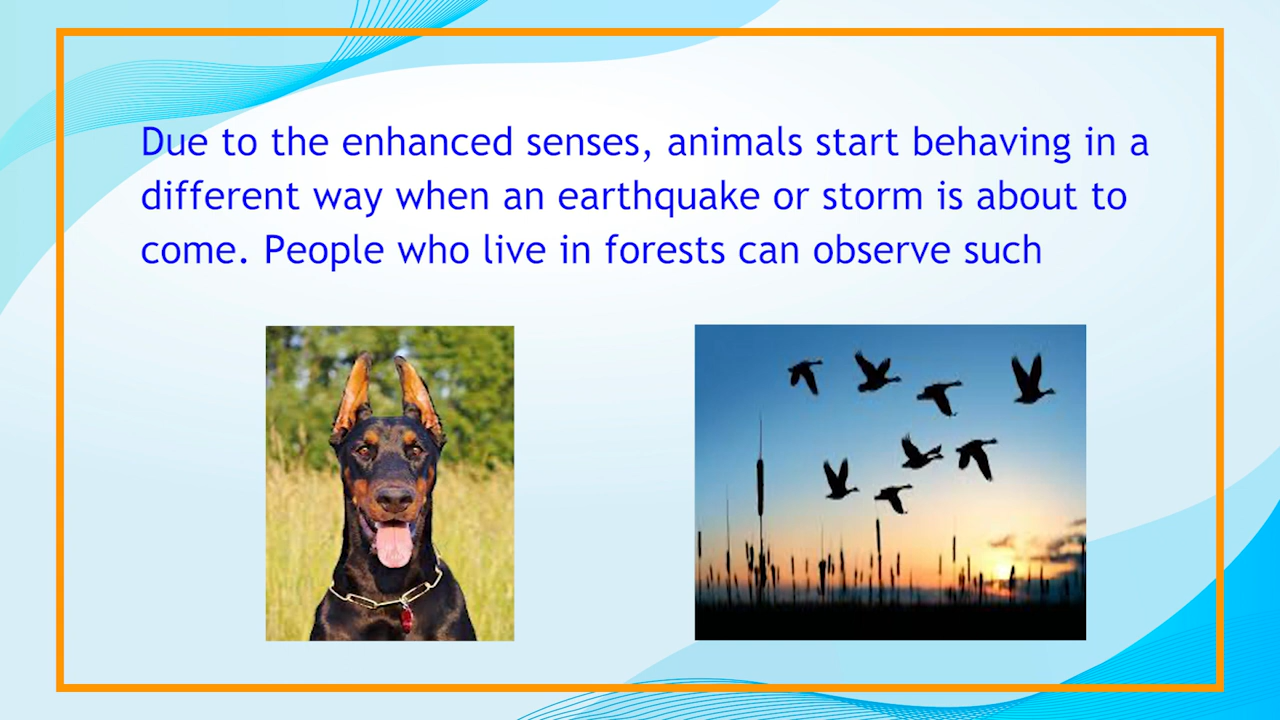 Due to the enhanced senses, animals start behaving in a
different way when an earthquake or storm is about to
come. People who live in forests can observe such